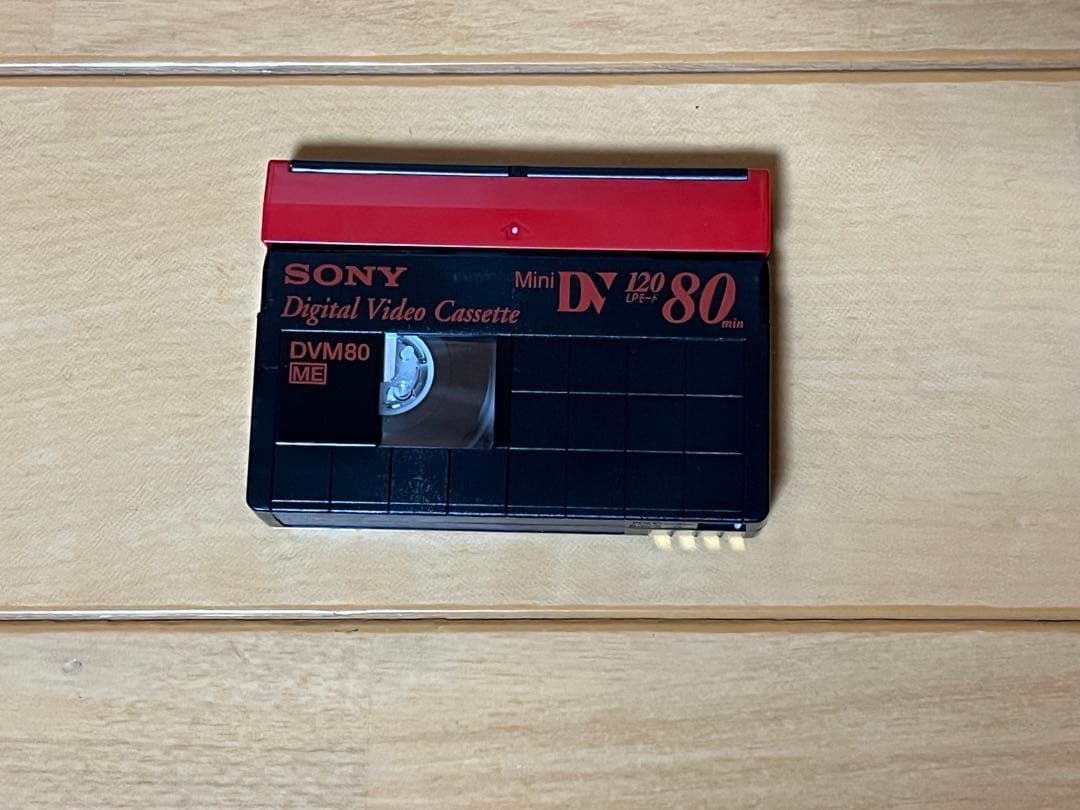 SONY
Digital Video Cassette
Mini DV 120 80 min
LPモード
DVM80
ME